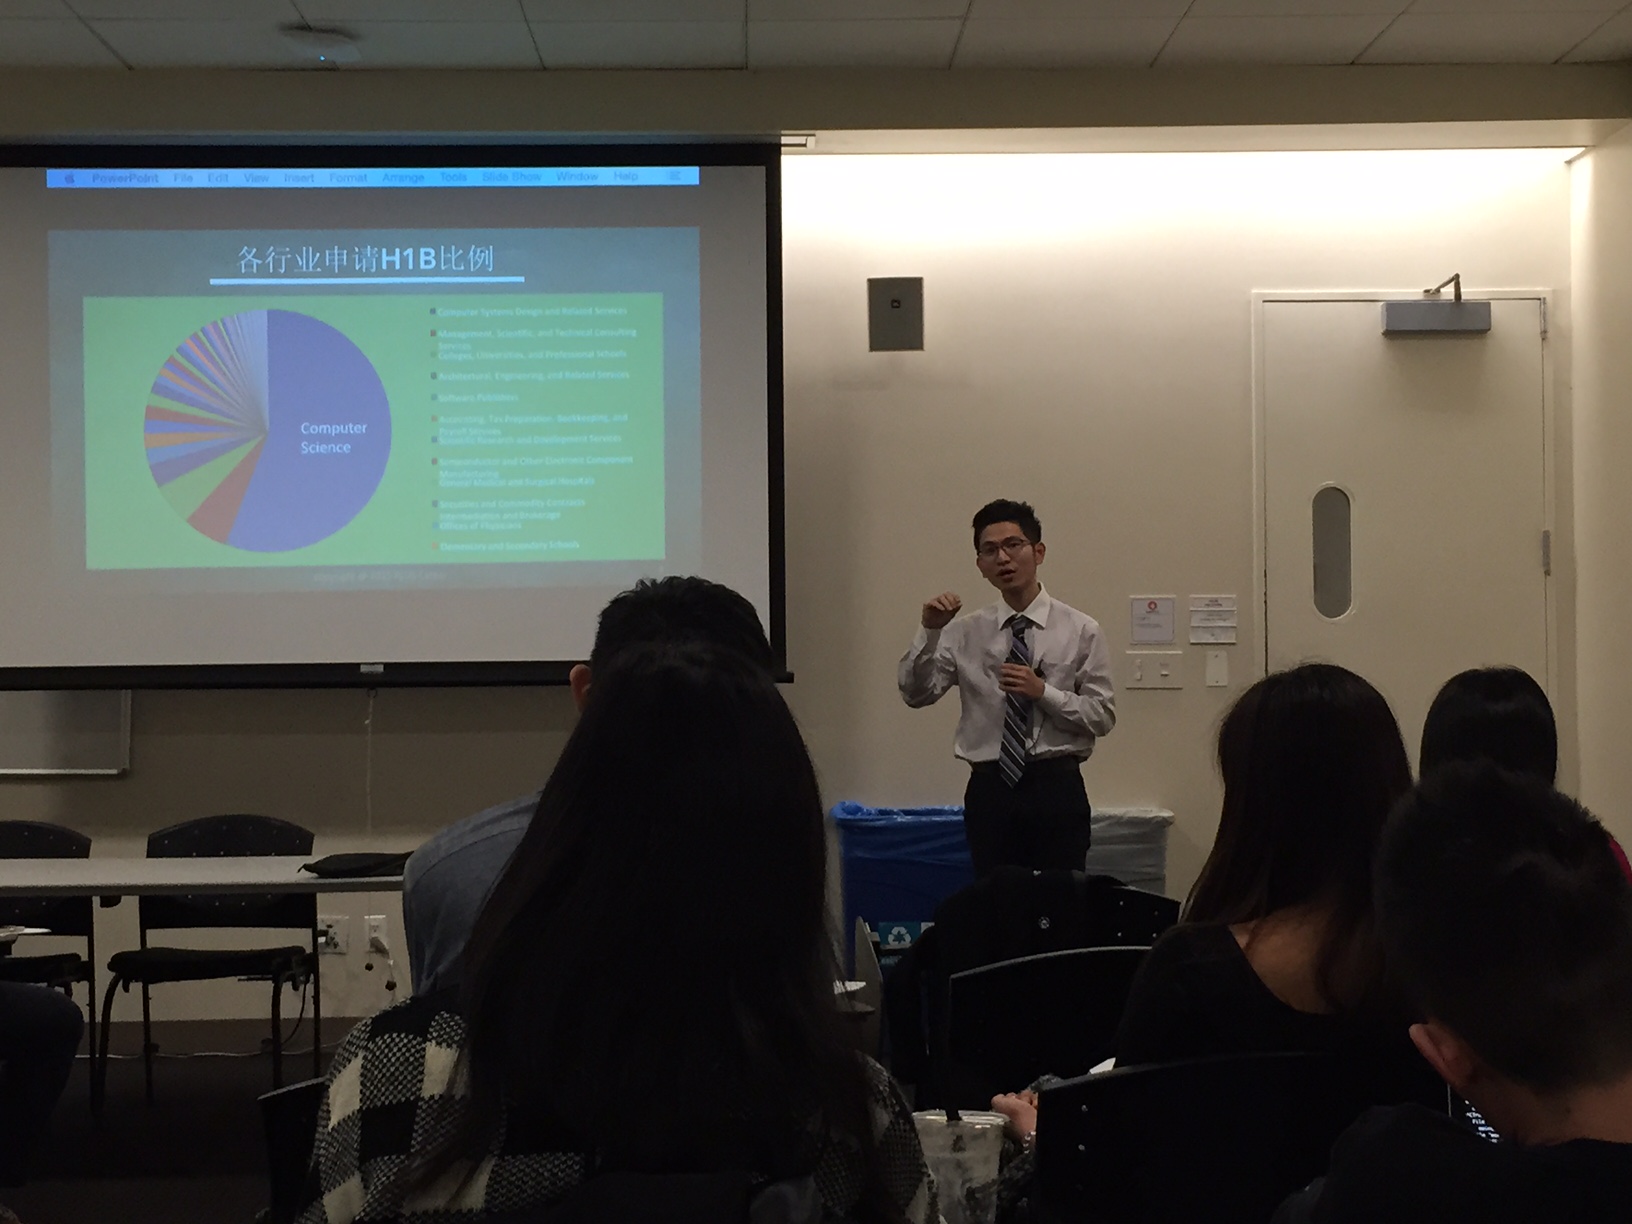 PowerPoint File Edit View Insert Format Arrange Tools Slide Show Window Help
各行业申请H1B比例
Computer
Science
Computer Systems Design and Related Services
Management, Scientific, and Technical Consulting
Services
Colleges, Universities, and Professional Schools
Architectural, Engineering, and Related Services
Software Publishers
Accounting, Tax Preparation, Bookkeeping, and
Payroll Services
Scientific Research and Development Services
Semiconductor and Other Electronic Component
Manufacturing
General Medical and Surgical Hospitals
Securities and Commodity Contracts
Intermediation and Brokerage
Offices of Physicians
Elementary and Secondary Schools